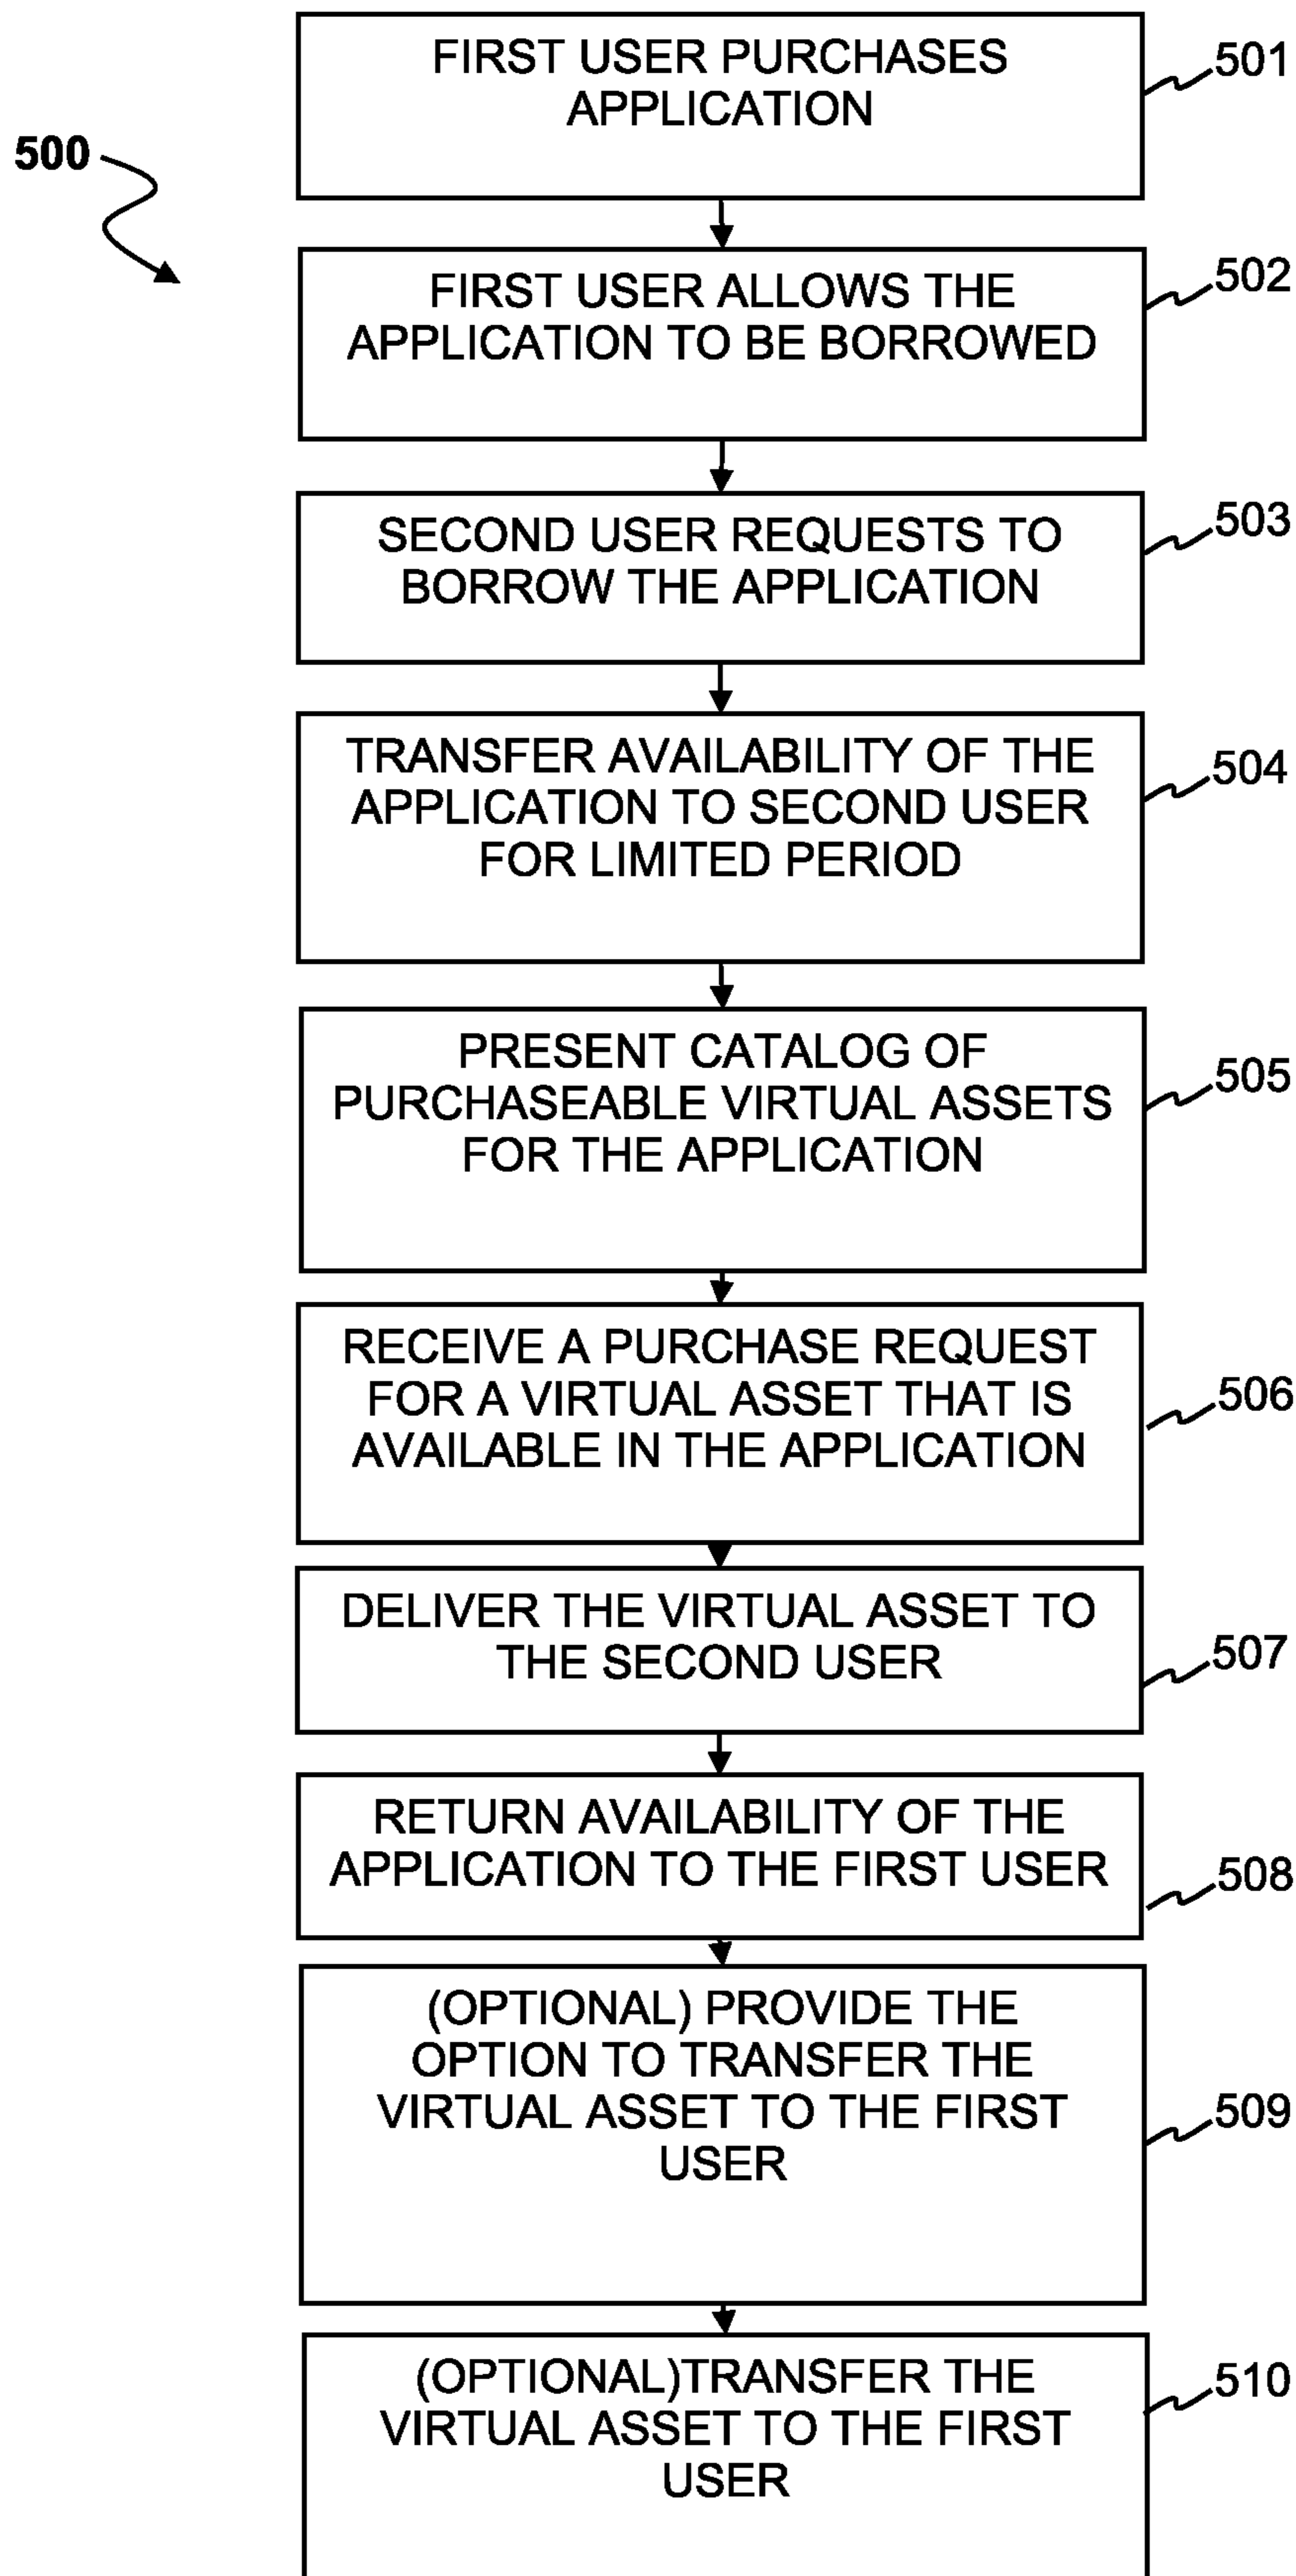 FIRST USER PURCHASES
APPLICATION
501
500
FIRST USER ALLOWS THE
APPLICATION TO BE BORROWED
502
SECOND USER REQUESTS TO
BORROW THE APPLICATION
503
TRANSFER AVAILABILITY OF THE
APPLICATION TO SECOND USER
FOR LIMITED PERIOD
504
PRESENT CATALOG OF
PURCHASEABLE VIRTUAL ASSETS
FOR THE APPLICATION
505
RECEIVE A PURCHASE REQUEST
FOR A VIRTUAL ASSET THAT IS
AVAILABLE IN THE APPLICATION
506
DELIVER THE VIRTUAL ASSET TO
THE SECOND USER
507
RETURN AVAILABILITY OF THE
APPLICATION TO THE FIRST USER
508
(OPTIONAL) PROVIDE THE
OPTION TO TRANSFER THE
VIRTUAL ASSET TO THE FIRST
USER
509
(OPTIONAL)TRANSFER THE
VIRTUAL ASSET TO THE FIRST
USER
510